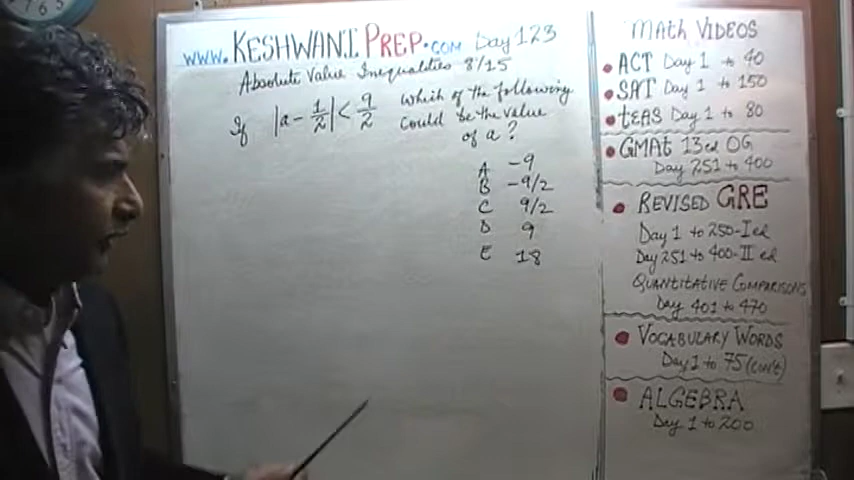 www.KESHWANIPREP.COM Day 123
Absolute Value Inequalities 8/15
If |a - 1/2| < 9/2 which of the following
could be the value
of a?
A -9
B -9/2
C 9/2
D 9
E 18
MATH VIDEOS
ACT Day 1 to 40
SAT Day 1 to 150
tEAS Day 1 to 80
GMAt 13ed OG
Day 251 to 400
REVISED GRE
Day 1 to 250-I ed
Day 251 to 400-II ed
QUANTITATIVE COMPARISONS
Day 401 to 470
VOCABULARY WORDS
Day 1 to 75 (con't)
ALGEBRA
Day 1 to 200